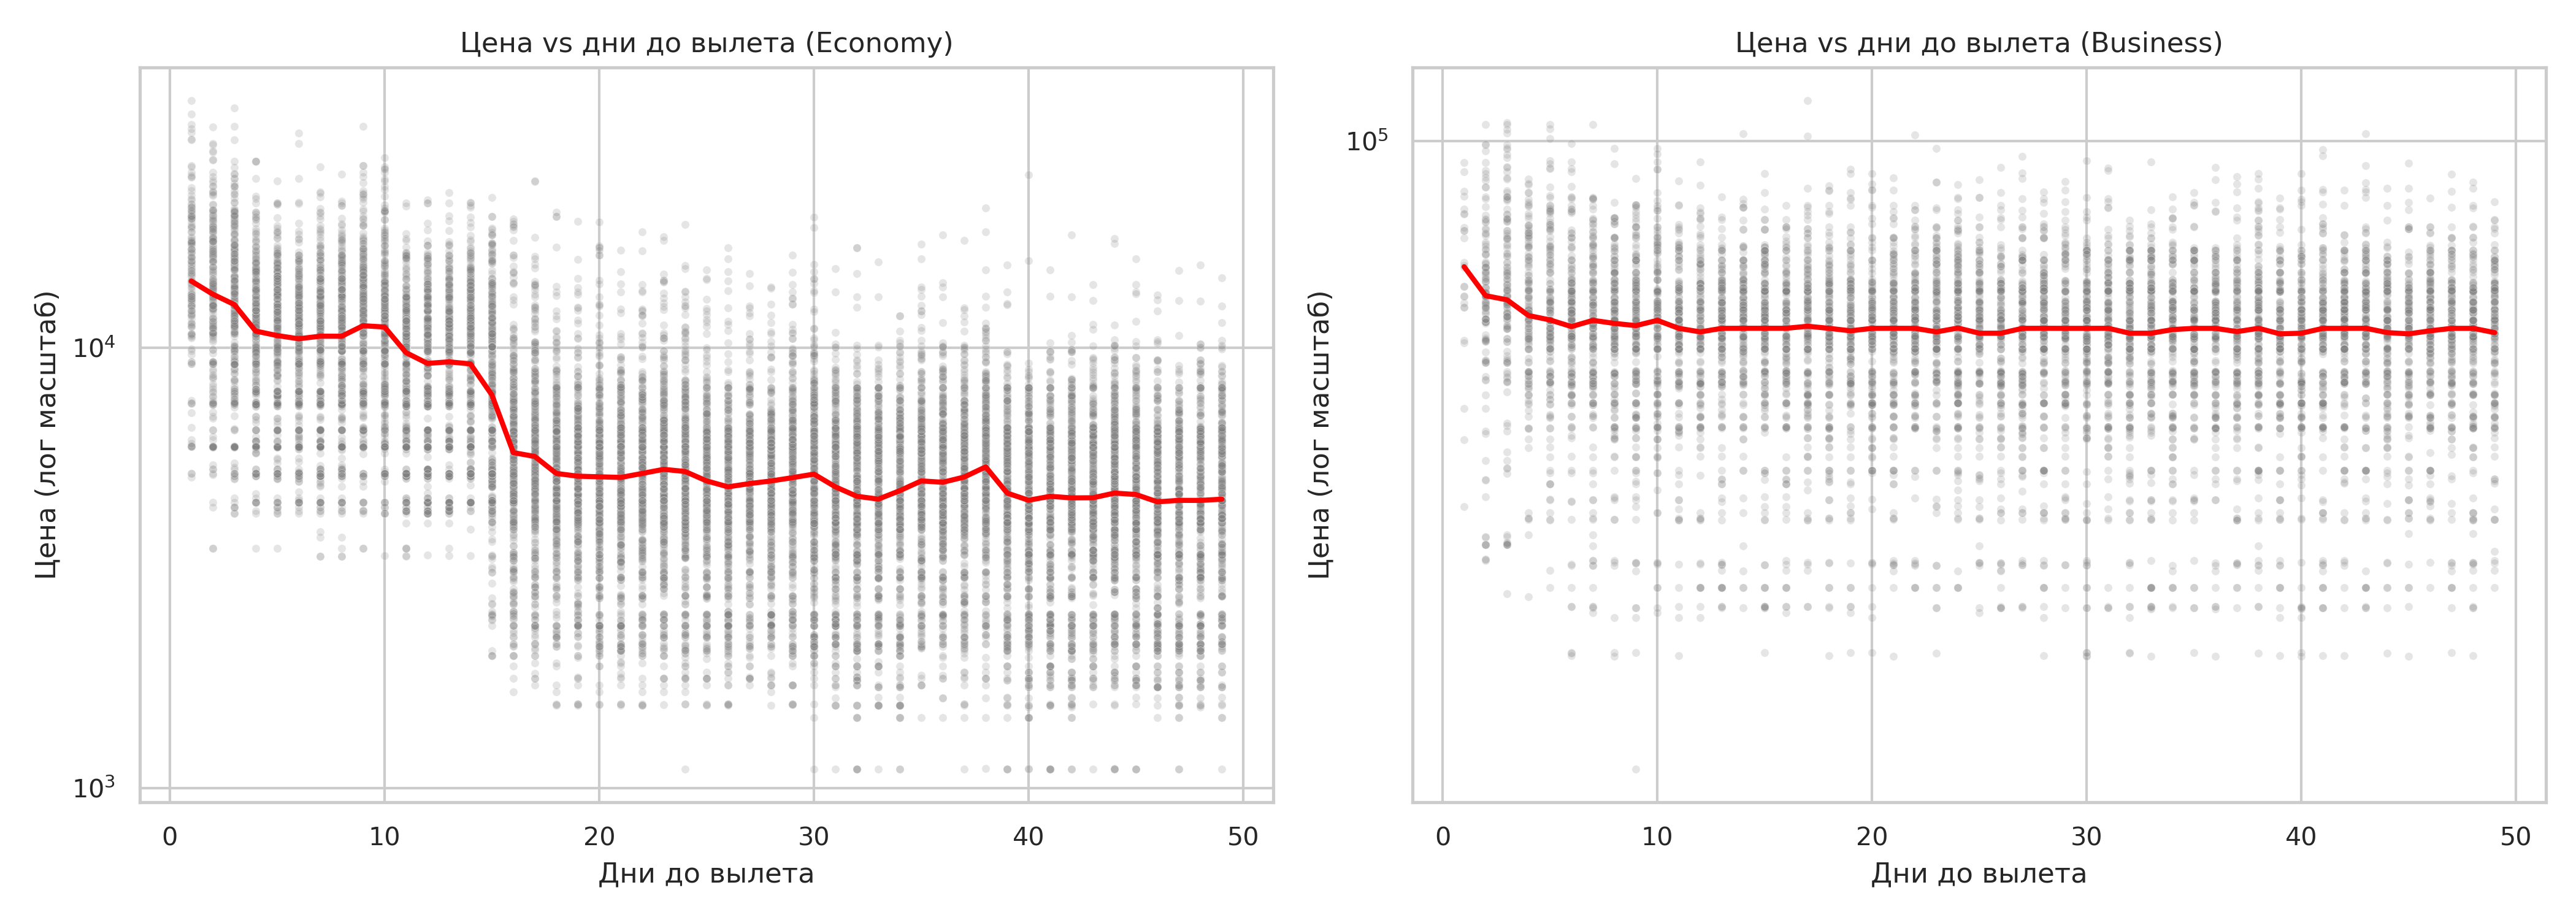 Цена vs дни до вылета (Economy)
Цена (лог масштаб)
10⁴
10³
0 10 20 30 40 50
Дни до вылета
Цена vs дни до вылета (Business)
Цена (лог масштаб)
10⁵
0 10 20 30 40 50
Дни до вылета